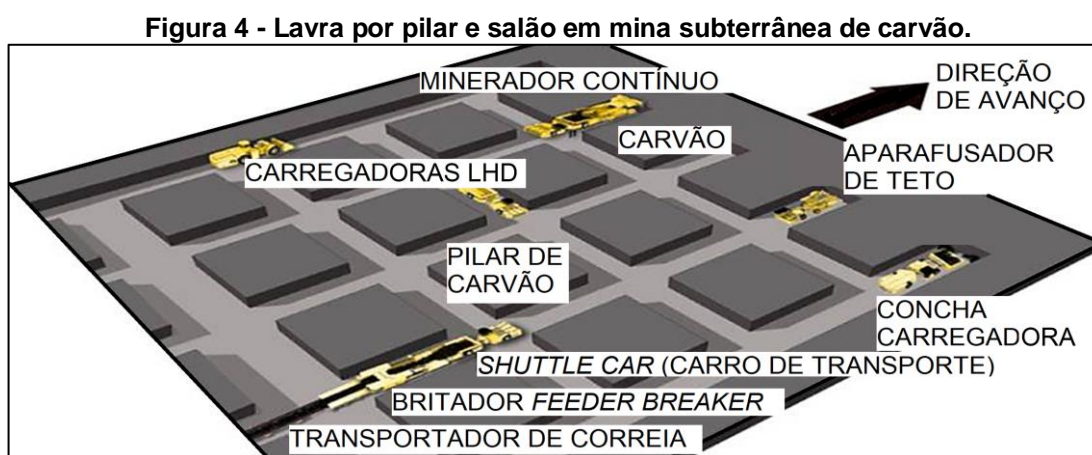 Figura 4 - Lavra por pilar e salão em mina subterrânea de carvão.
MINERADOR CONTÍNUO
DIREÇÃO
DE AVANÇO
CARVÃO
CARREGADORAS LHD
APARAFUSADOR
DE TETO
PILAR DE
CARVÃO
CONCHA
CARREGADORA
SHUTTLE CAR (CARRO DE TRANSPORTE)
BRITADOR FEEDER BREAKER
TRANSPORTADOR DE CORREIA